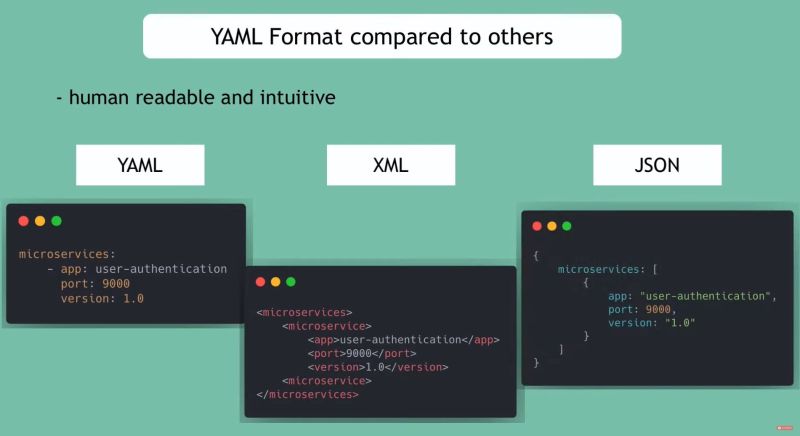 YAML Format compared to others
- human readable and intuitive
YAML
microservices:
    - app: user-authentication
      port: 9000
      version: 1.0
XML
<microservices>
    <microservice>
        <app>user-authentication</app>
        <port>9000</port>
        <version>1.0</version>
    <microservice>
</microservices>
JSON
{
    microservices: [
        {
            app: "user-authentication",
            port: 9000,
            version: "1.0"
        }
    ]
}